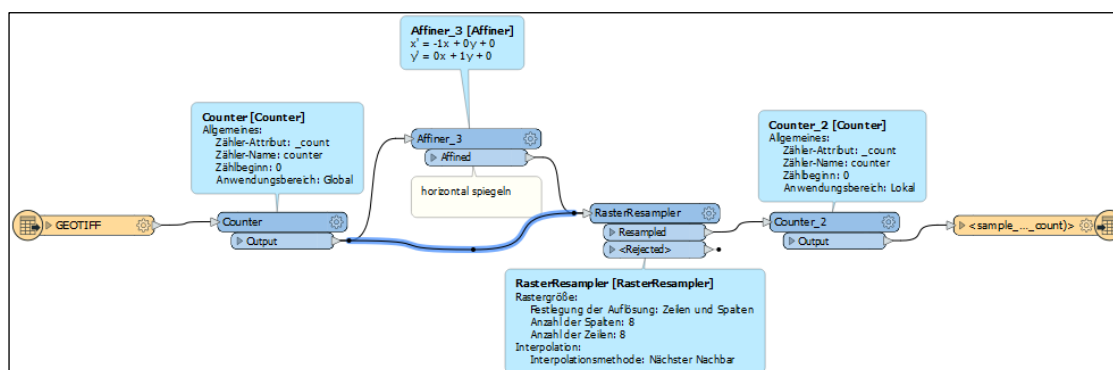 Affiner_3 [Affiner]
x' = -1x + 0y + 0
y' = 0x + 1y + 0
Counter [Counter]
Allgemeines:
Zähler-Attribut: _count
Zähler-Name: counter
Zählbeginn: 0
Anwendungsbereich: Global
Affiner_3
Affined
horizontal spiegeln
Counter_2 [Counter]
Allgemeines:
Zähler-Attribut: _count
Zähler-Name: counter
Zählbeginn: 0
Anwendungsbereich: Lokal
GEOTIFF
Counter
Output
RasterResampler
Resampled
<Rejected>
Counter_2
Output
<sample_..._count)>
RasterResampler [RasterResampler]
Rastergröße:
Festlegung der Auflösung: Zeilen und Spalten
Anzahl der Spalten: 8
Anzahl der Zeilen: 8
Interpolation:
Interpolationsmethode: Nächster Nachbar